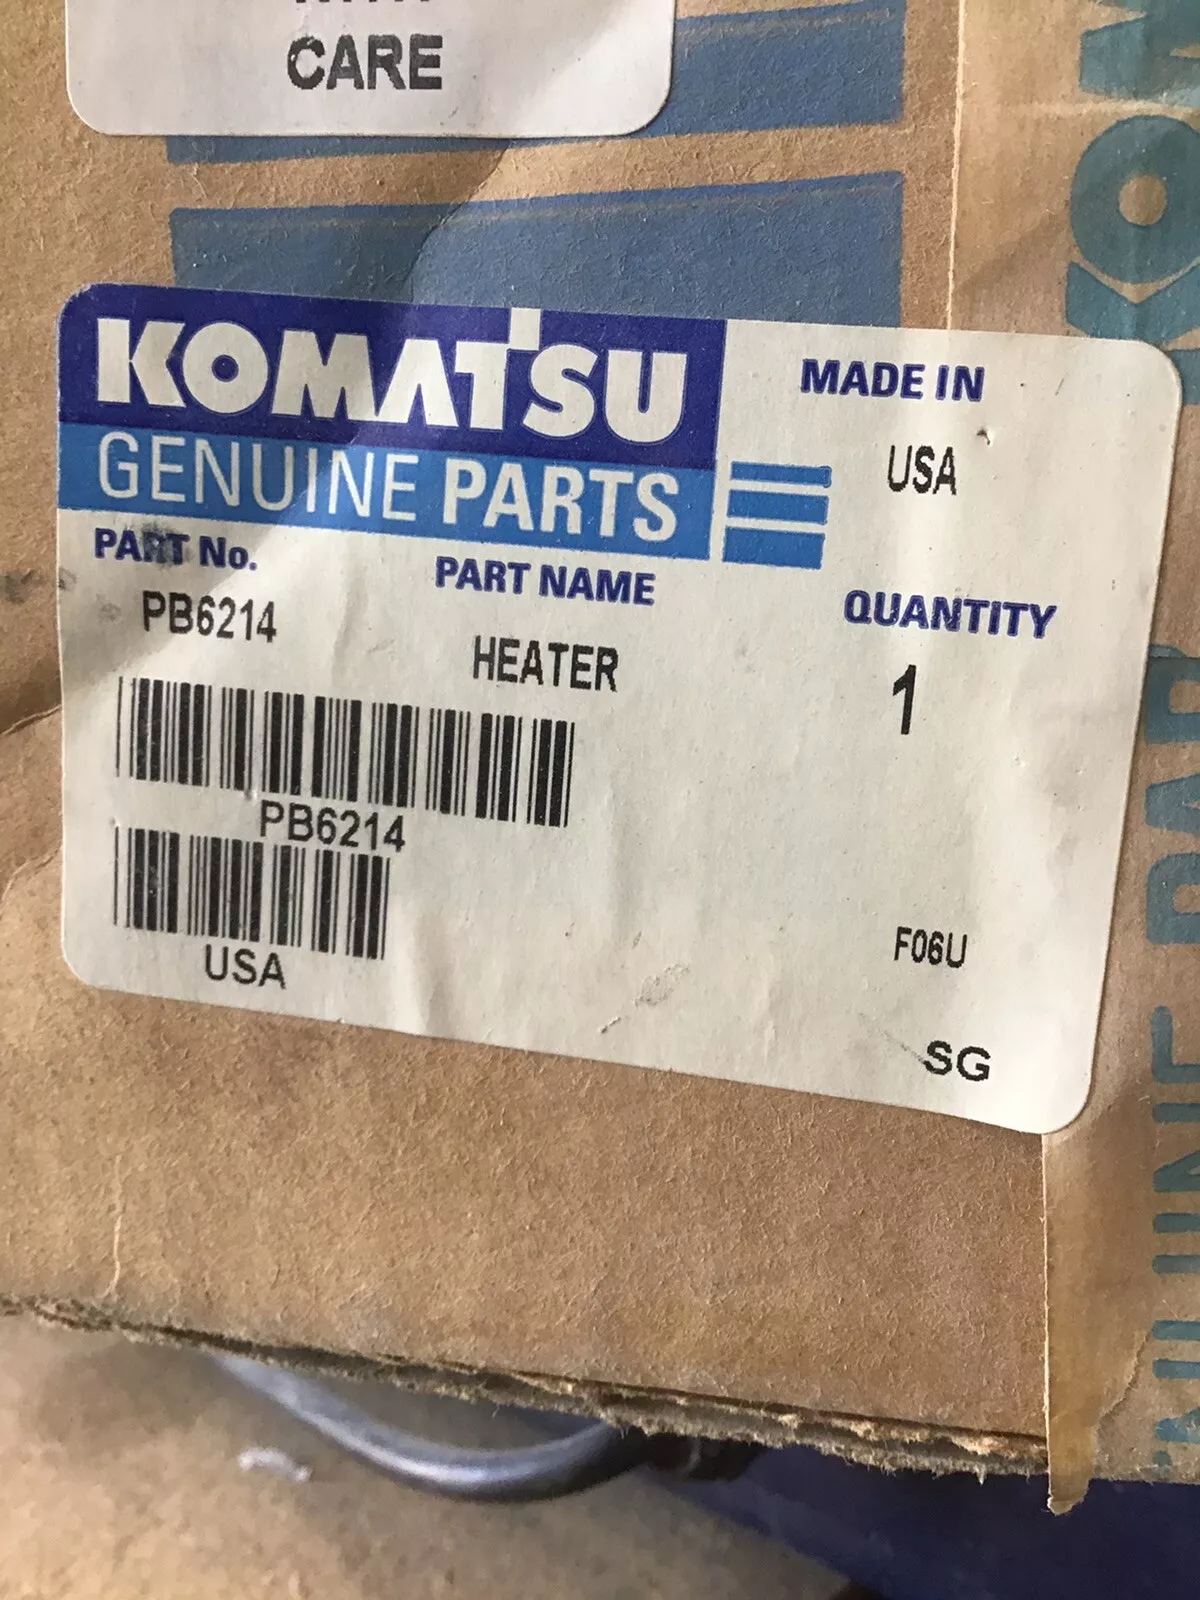 CARE
KOMATSU
GENUINE PARTS
MADE IN
USA
PART No.
PART NAME
QUANTITY
PB6214
HEATER
1
PB6214
USA
F06U
SG